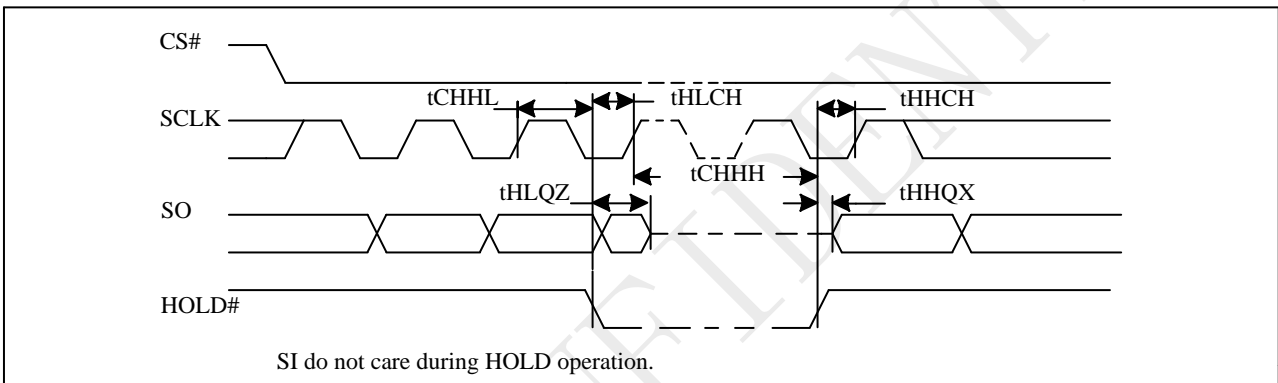 CS#
tCHHL
tHLCH
tHHCH
SCLK
tCHHH
tHLQZ
tHHQX
SO
HOLD#
SI do not care during HOLD operation.